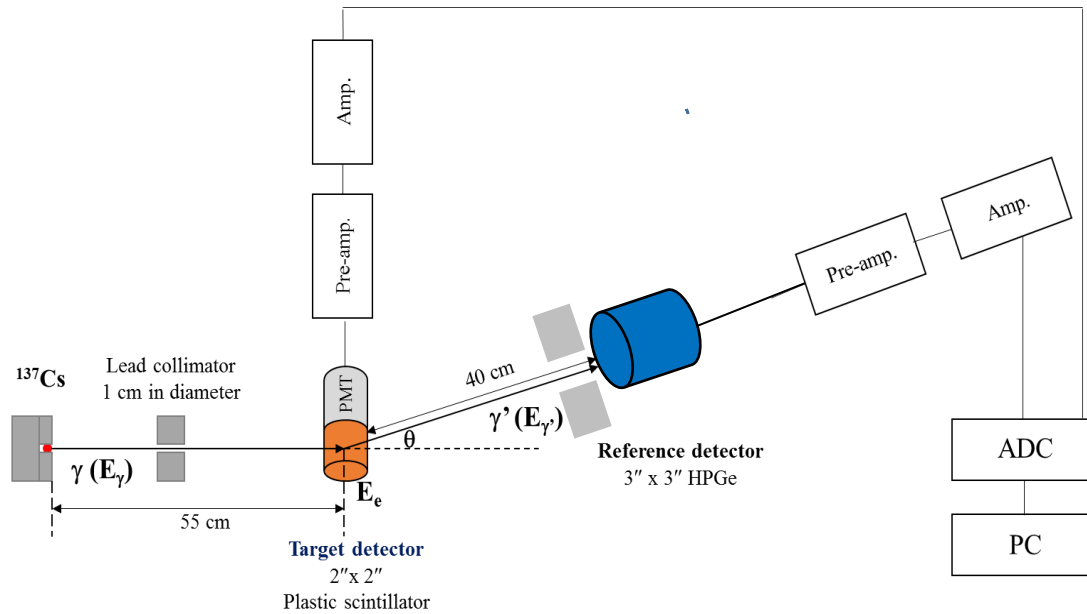 Amp.
Pre-amp.
PMT
¹³⁷Cs
Lead collimator
1 cm in diameter
γ (Eγ)
55 cm
Ee
θ
40 cm
γ’ (Eγ’)
Target detector
2″x 2″
Plastic scintillator
Reference detector
3″ x 3″ HPGe
Pre-amp.
Amp.
ADC
PC